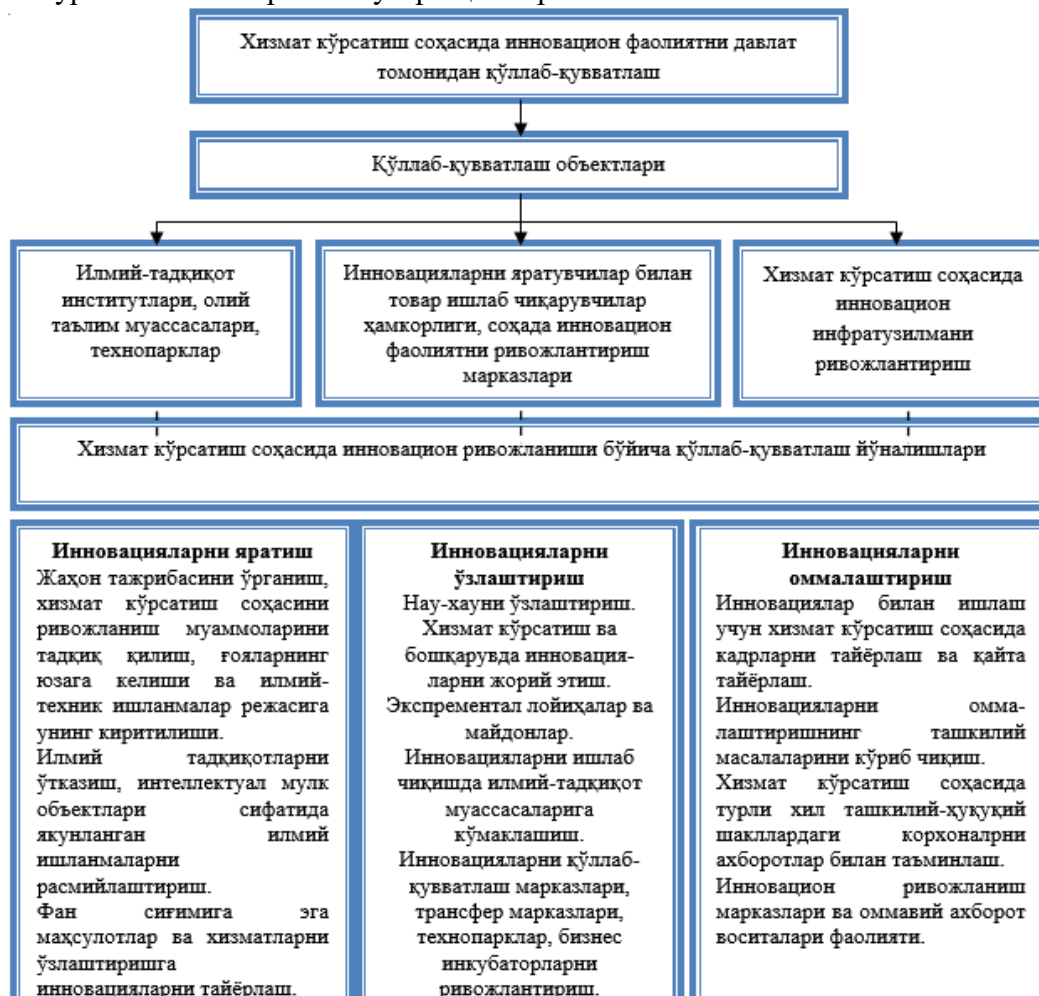 Хизмат кўрсатиш соҳасида инновацион фаолиятни давлат
томонидан қўллаб-қувватлаш
Қўллаб-қувватлаш объектлари
Илмий-тадқиқот
институтлари, олий
таълим муассасалари,
технопарклар
Инновацияларни яратувчилар билан
товар ишлаб чиқарувчилар
ҳамкорлиги, соҳада инновацион
фаолиятни ривожлантириш
марказлари
Хизмат кўрсатиш соҳасида
инновацион
инфратузилмани
ривожлантириш
Хизмат кўрсатиш соҳасида инновацион ривожланиши бўйича қўллаб-қувватлаш йўналишлари
Инновацияларни яратиш
Жаҳон тажрибасини ўрганиш,
хизмат кўрсатиш соҳасини
ривожланиш муаммоларини
тадқиқ қилиш, ғояларнинг
юзага келиши ва илмий-
техник ишланмалар режасига
унинг киритилиши.
Илмий тадқиқотларни
ўтказиш, интеллектуал мулк
объектлари сифатида
якунланган илмий
ишланмаларни
расмийлаштириш.
Фан сиғимига эга
маҳсулотлар ва хизматларни
ўзлаштиришга
инновацияларни тайёрлаш.
Инновацияларни
ўзлаштириш
Нау-хауни ўзлаштириш.
Хизмат кўрсатиш ва
бошқарувда инновация-
ларни жорий этиш.
Экспрементал лойиҳалар ва
майдонлар.
Инновацияларни ишлаб
чиқишда илмий-тадқиқот
муассасаларига
кўмаклашиш.
Инновацияларни қўллаб-
қувватлаш марказлари,
трансфер марказлари,
технопарклар, бизнес
инкубаторларни
ривожлантириш.
Инновацияларни
оммалаштириш
Инновациялар билан ишлаш
учун хизмат кўрсатиш соҳасида
кадрларни тайёрлаш ва қайта
тайёрлаш.
Инновацияларни омма-
лаштиришнинг ташкилий
масалаларини кўриб чиқиш.
Хизмат кўрсатиш соҳасида
турли хил ташкилий-ҳуқуқий
шакллардаги корхоналрни
ахборотлар билан таъминлаш.
Инновацион ривожланиш
марказлари ва оммавий ахборот
воситалари фаолияти.